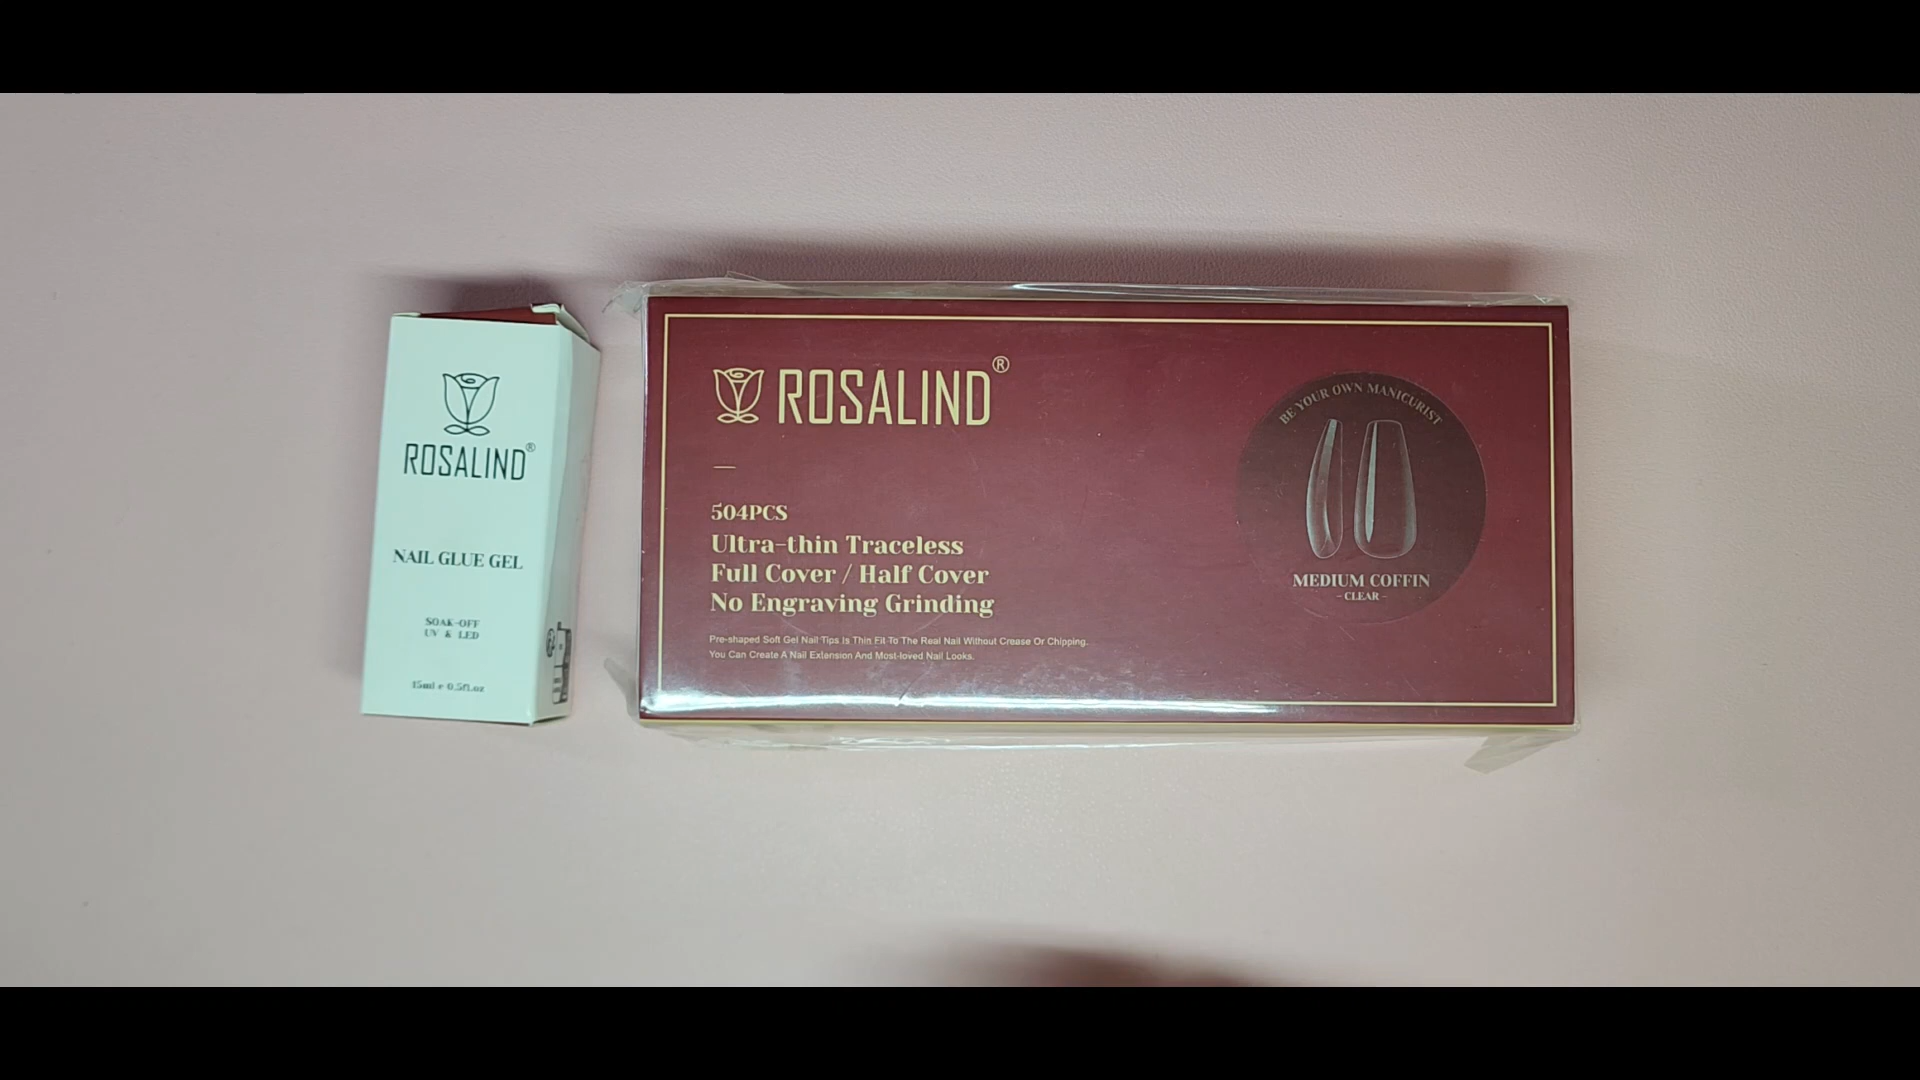 ROSALIND®
NAIL GLUE GEL
SOAK-OFF
UV & LED
15ml e 0.5fl.oz
ROSALIND®
504PCS
Ultra-thin Traceless
Full Cover / Half Cover
No Engraving Grinding
Pre-shaped Soft Gel Nail Tips Is Thin Fit To The Real Nail Without Crease Or Chipping.
You Can Create A Nail Extension And Most-loved Nail Looks.
BE YOUR OWN MANICURIST
MEDIUM COFFIN
- CLEAR -